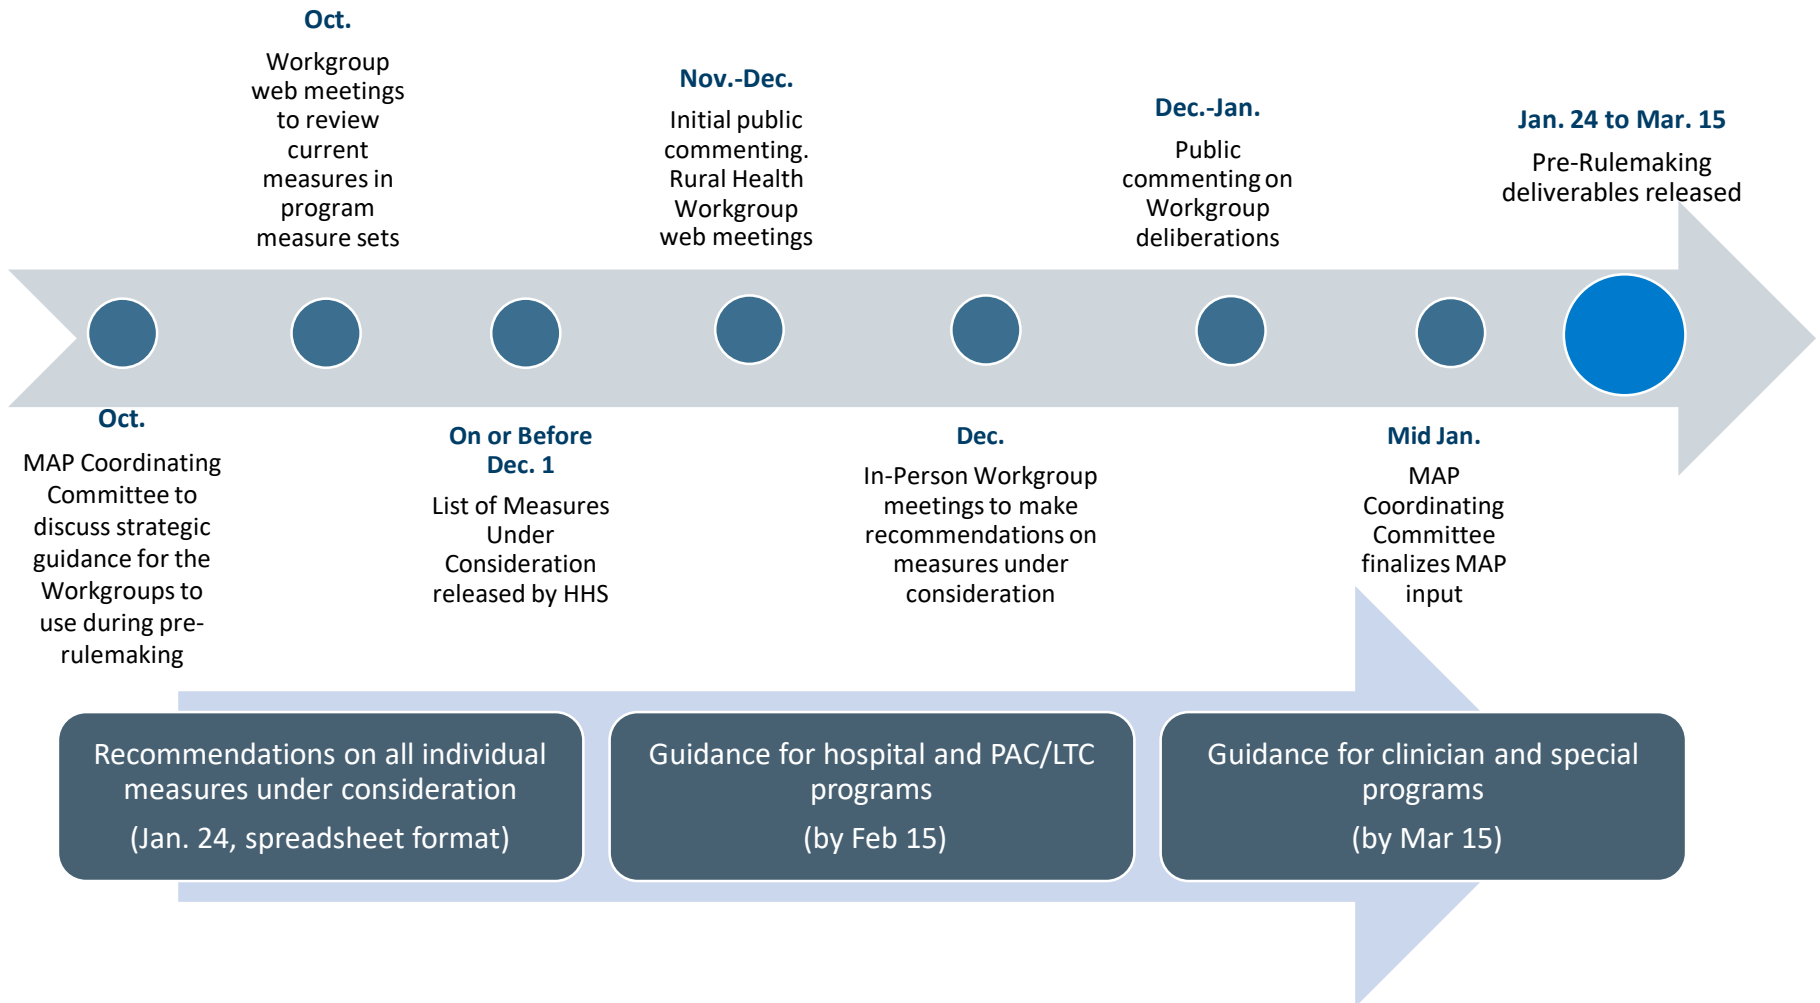 Oct.
Workgroup
web meetings
to review
current
measures in
program
measure sets
Nov.-Dec.
Initial public
commenting.
Rural Health
Workgroup
web meetings
Dec.-Jan.
Public
commenting on
Workgroup
deliberations
Jan. 24 to Mar. 15
Pre-Rulemaking
deliverables released
Oct.
MAP Coordinating
Committee to
discuss strategic
guidance for the
Workgroups to
use during pre-
rulemaking
On or Before
Dec. 1
List of Measures
Under
Consideration
released by HHS
Dec.
In-Person Workgroup
meetings to make
recommendations on
measures under
consideration
Mid Jan.
MAP
Coordinating
Committee
finalizes MAP
input
Recommendations on all individual
measures under consideration
(Jan. 24, spreadsheet format)
Guidance for hospital and PAC/LTC
programs
(by Feb 15)
Guidance for clinician and special
programs
(by Mar 15)